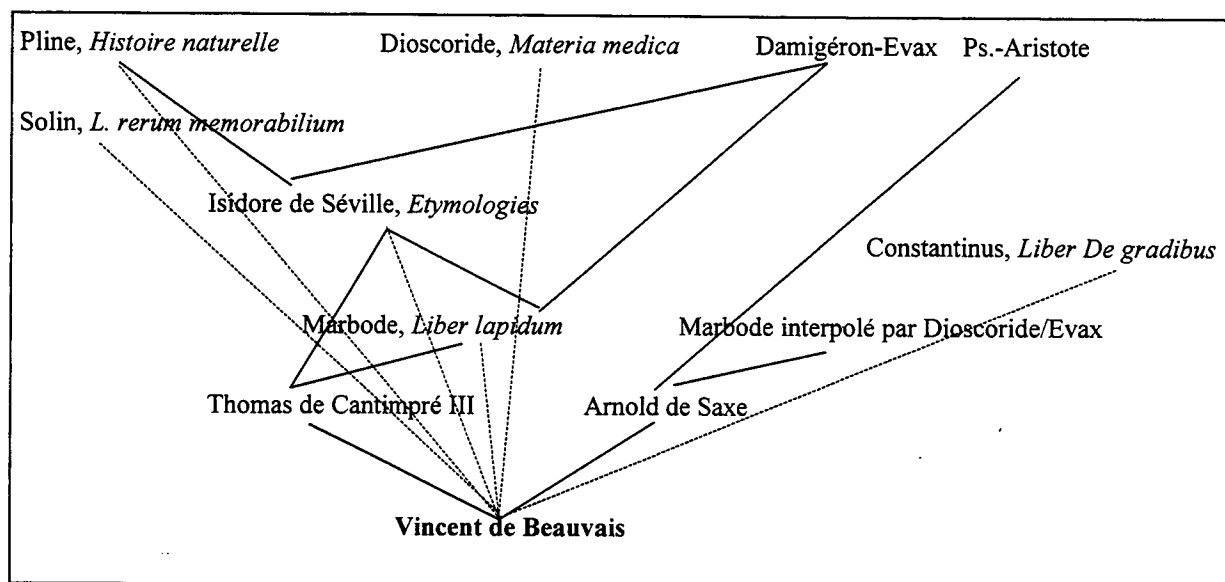 Pline, Histoire naturelle
Dioscoride, Materia medica
Damigéron-Evax
Ps.-Aristote
Solin, L. rerum memorabilium
Isidore de Séville, Etymologies
Constantinus, Liber De gradibus
Marbode, Liber lapidum
Marbode interpolé par Dioscoride/Evax
Thomas de Cantimpré III
Arnold de Saxe
Vincent de Beauvais